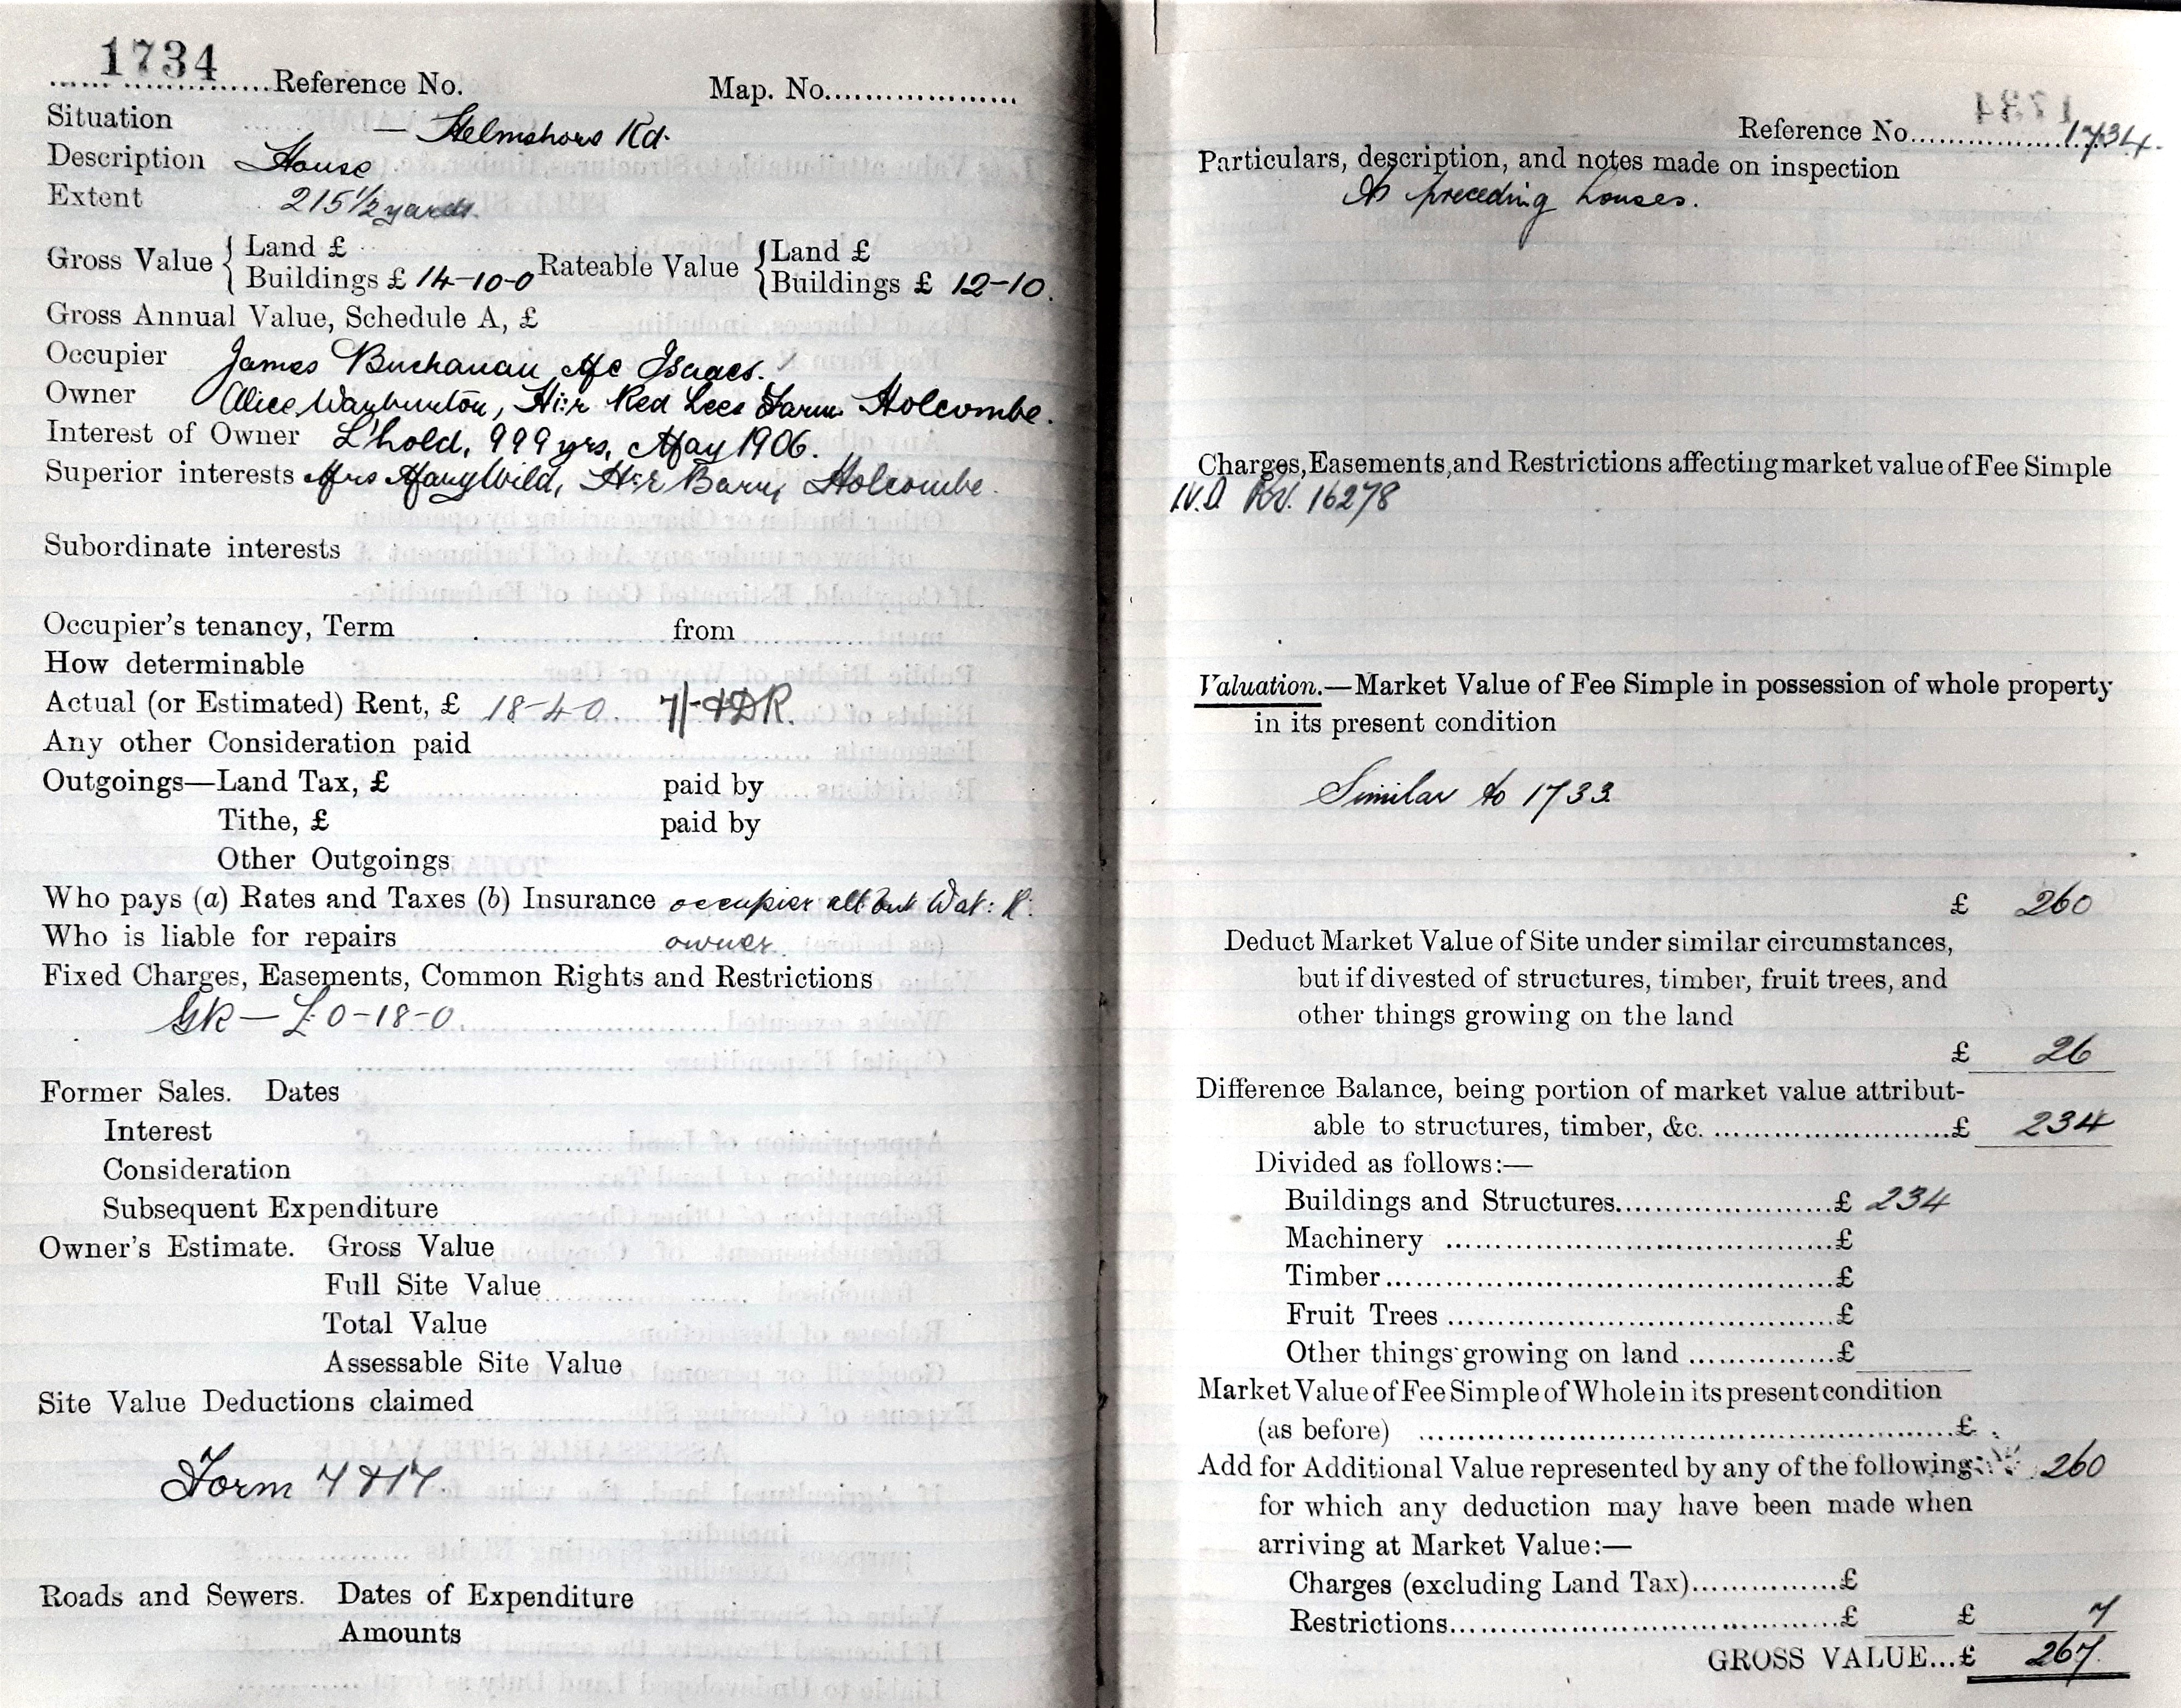 1734
Reference No. Map. No.
Situation — Helmshore Rd.
Description House
Extent 215½ yards.
Gross Value { Land £ Rateable Value { Land £
Buildings £ 14-10-0 Buildings £ 12-10.
Gross Annual Value, Schedule A, £
Occupier James Buchanan Mc Isaacs.
Owner Alice Warburton, Hi:r Red Lees Farm Holcombe.
Interest of Owner L'hold, 999 yrs, May 1906.
Superior interests Mrs Mary Wild, Hi:r Barn, Holcombe.
Subordinate interests
Occupier's tenancy, Term from
How determinable
Actual (or Estimated) Rent, £ 18-4-0. 7/- & DR.
Any other Consideration paid
Outgoings—Land Tax, £ paid by
Tithe, £ paid by
Other Outgoings
Who pays (a) Rates and Taxes (b) Insurance occupier all but Wat: R:
Who is liable for repairs owner.
Fixed Charges, Easements, Common Rights and Restrictions
GR — £0-18-0.
Former Sales. Dates
Interest
Consideration
Subsequent Expenditure
Owner's Estimate. Gross Value
Full Site Value
Total Value
Assessable Site Value
Site Value Deductions claimed
Form 7 & 17
Roads and Sewers. Dates of Expenditure
Amounts
Reference No. 1734.
Particulars, description, and notes made on inspection
As preceding houses.
Charges, Easements, and Restrictions affecting market value of Fee Simple
16278
Valuation.—Market Value of Fee Simple in possession of whole property
in its present condition
Similar to 1733.
£ 260
Deduct Market Value of Site under similar circumstances,
but if divested of structures, timber, fruit trees, and
other things growing on the land
£ 26
Difference Balance, being portion of market value attribut-
able to structures, timber, &c. £ 234
Divided as follows:—
Buildings and Structures £ 234
Machinery £
Timber £
Fruit Trees £
Other things growing on land £
Market Value of Fee Simple of Whole in its present condition
(as before) £
Add for Additional Value represented by any of the following 260
for which any deduction may have been made when
arriving at Market Value:—
Charges (excluding Land Tax) £
Restrictions £ £ 7
GROSS VALUE...£ 267.